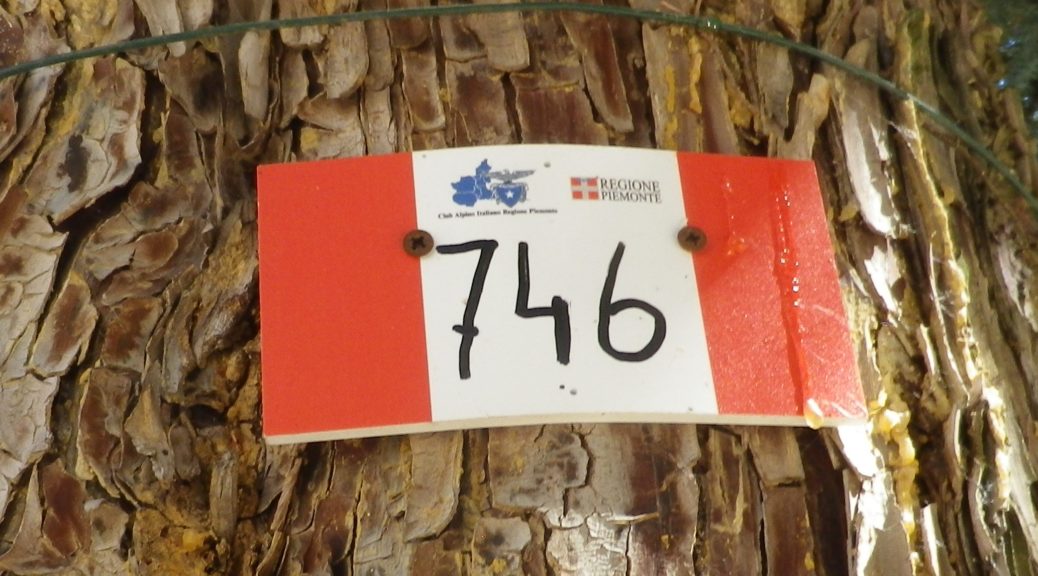 REGIONE
PIEMONTE
Club Alpino Italiano Regione Piemonte
746